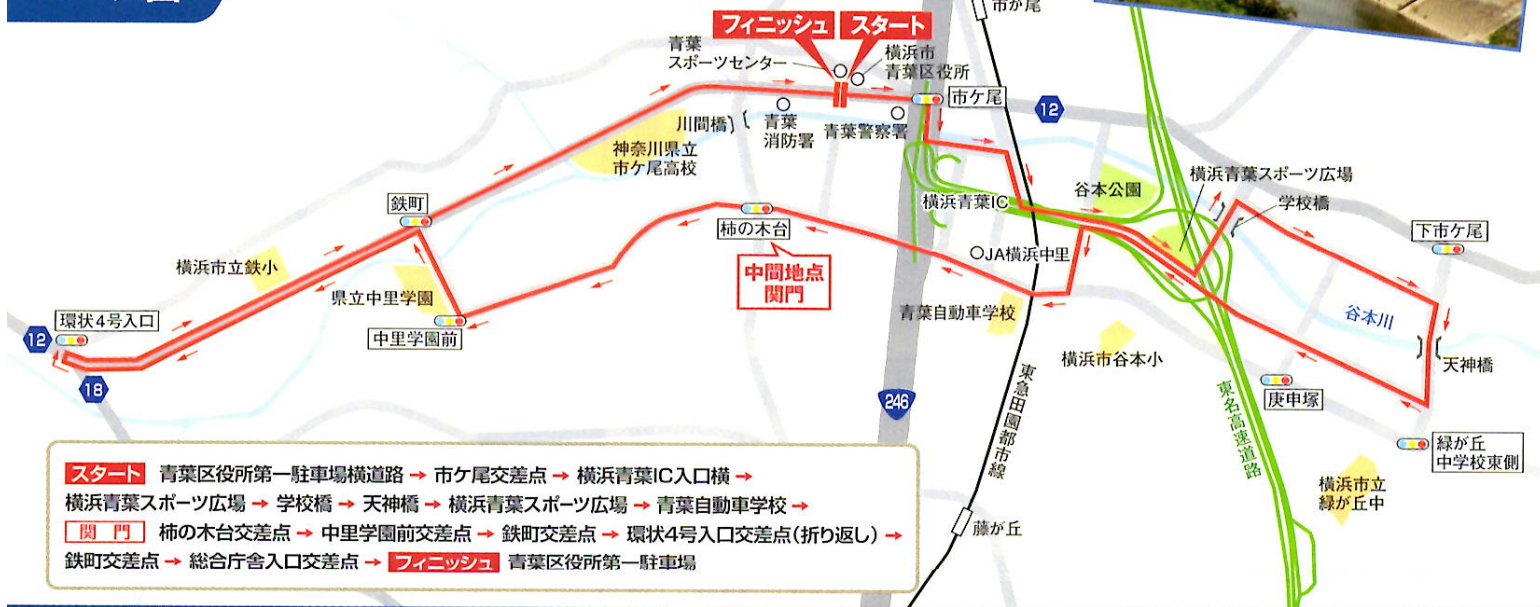 市が尾
フィニッシュ
スタート
青葉
スポーツセンター
横浜市
青葉区役所
市ケ尾
12
川間橋
青葉
消防署
青葉警察署
神奈川県立
市ケ尾高校
横浜青葉スポーツ広場
谷本公園
学校橋
横浜青葉IC
鉄町
柿の木台
下市ケ尾
中間地点
関門
JA横浜中里
横浜市立鉄小
県立中里学園
青葉自動車学校
谷本川
環状4号入口
12
中里学園前
横浜市谷本小
天神橋
18
246
東急田園都市線
東名高速道路
庚申塚
緑が丘
中学校東側
横浜市立
緑が丘中
藤が丘
スタート 青葉区役所第一駐車場横道路 → 市ケ尾交差点 → 横浜青葉IC入口横 →
横浜青葉スポーツ広場 → 学校橋 → 天神橋 → 横浜青葉スポーツ広場 → 青葉自動車学校 →
関門 柿の木台交差点 → 中里学園前交差点 → 鉄町交差点 → 環状4号入口交差点(折り返し) →
鉄町交差点 → 総合庁舎入口交差点 → フィニッシュ 青葉区役所第一駐車場